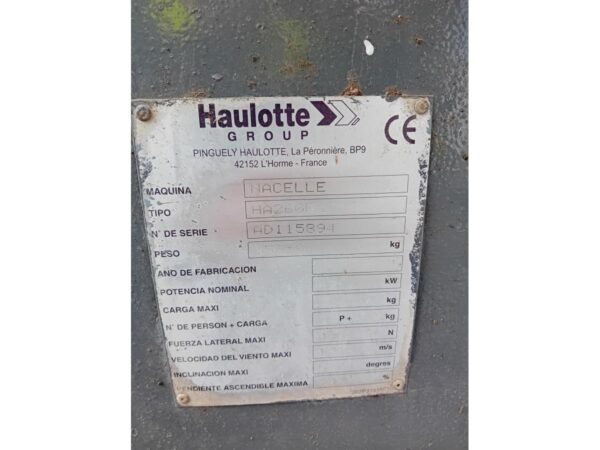 Haulotte
GROUP
CE
PINGUELY HAULOTTE, La Péronnière, BP9
42152 L'Horme - France
MAQUINA NACELLE
TIPO
N° DE SERIE AD115894
PESO kg
ANO DE FABRICACION
POTENCIA NOMINAL kW
CARGA MAXI kg
N° DE PERSON + CARGA P + kg
FUERZA LATERAL MAXI N
VELOCIDAD DEL VIENTO MAXI m/s
INCLINACION MAXI degres
PENDIENTE ASCENDIBLE MAXIMA %